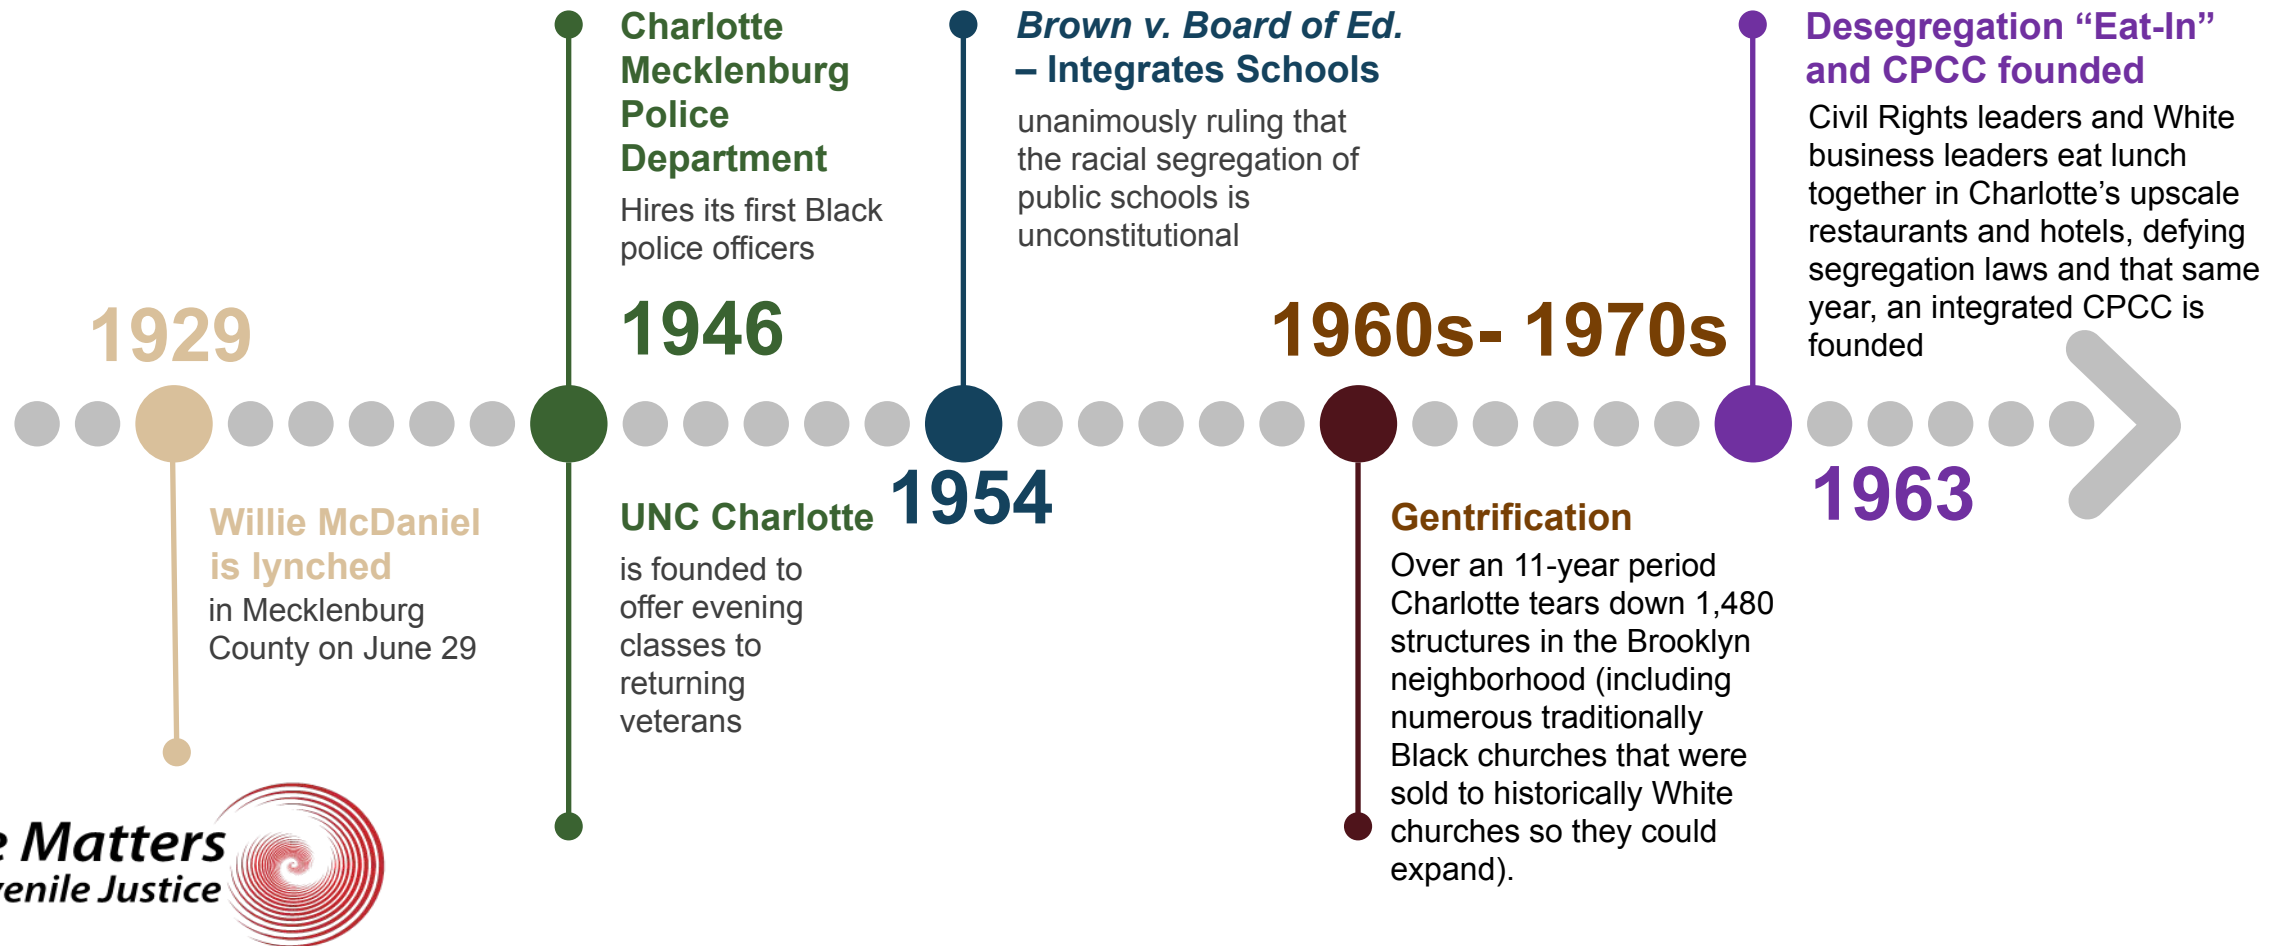 1929
Willie McDaniel
is lynched
in Mecklenburg
County on June 29
Charlotte
Mecklenburg
Police
Department
Hires its first Black
police officers
1946
UNC Charlotte
is founded to
offer evening
classes to
returning
veterans
Brown v. Board of Ed.
– Integrates Schools
unanimously ruling that
the racial segregation of
public schools is
unconstitutional
1954
1960s- 1970s
Gentrification
Over an 11-year period
Charlotte tears down 1,480
structures in the Brooklyn
neighborhood (including
numerous traditionally
Black churches that were
sold to historically White
churches so they could
expand).
Desegregation “Eat-In”
and CPCC founded
Civil Rights leaders and White
business leaders eat lunch
together in Charlotte’s upscale
restaurants and hotels, defying
segregation laws and that same
year, an integrated CPCC is
founded
1963
e Matters
venile Justice